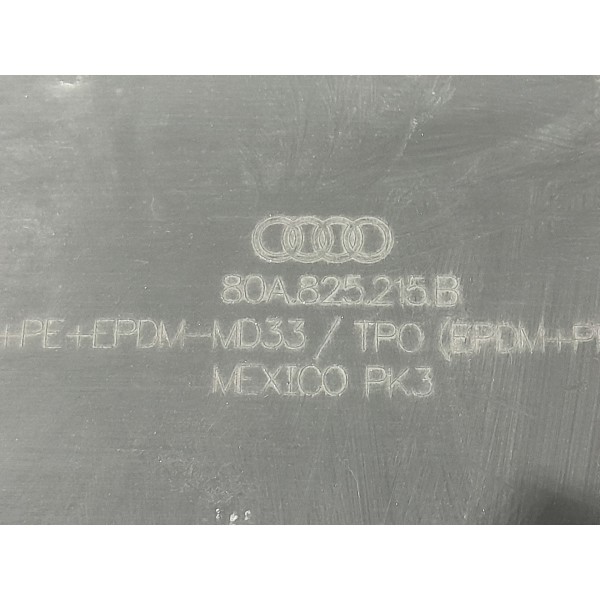 80A.825.215.B
+PE+EPDM-MD33 / TPO (EPDM+P
MEXICO PK3